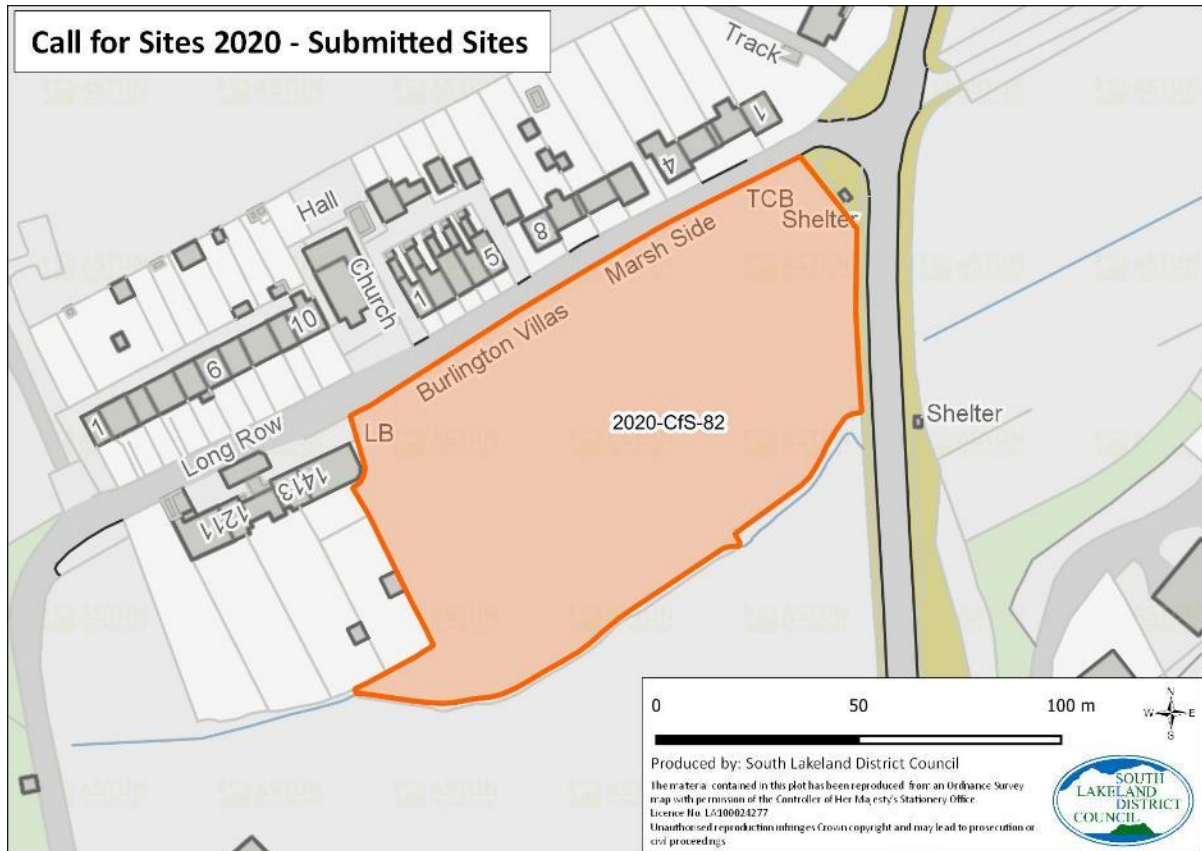 Call for Sites 2020 - Submitted Sites
Track
1
4
TCB
Shelter
Hall
8
Marsh Side
Church
5
1
Burlington Villas
10
6
1
2020-CfS-82
Shelter
LB
Long Row
1413
1211
0 50 100 m
N
W E
S
Produced by: South Lakeland District Council
The material contained in this plot has been reproduced from an Ordnance Survey
map with permission of the Controller of Her Majesty's Stationery Office.
Licence No. LA100024277
Unauthorised reproduction infringes Crown copyright and may lead to prosecution or
civil proceedings
SOUTH
LAKELAND
DISTRICT
COUNCIL
ASTUN